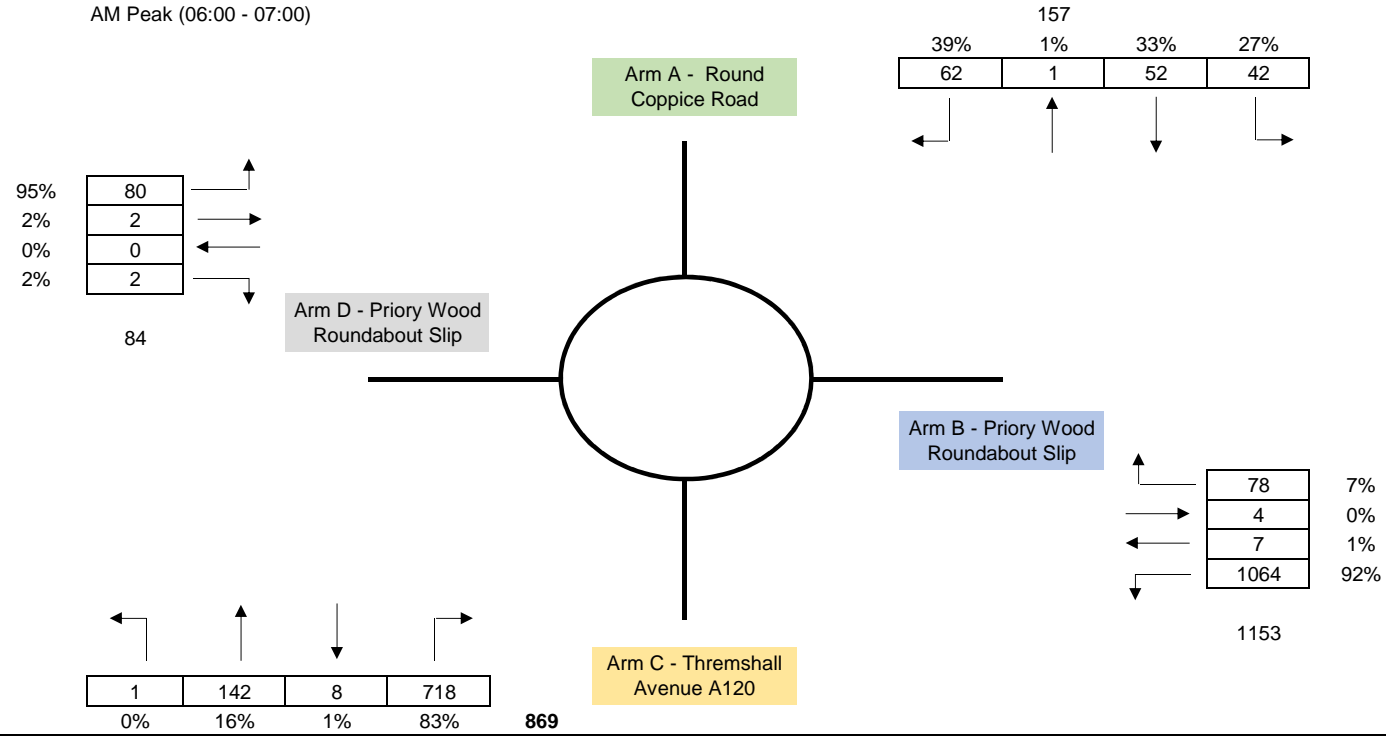 AM Peak (06:00 - 07:00)
157
39% 1% 33% 27%
62 1 52 42
Arm A - Round
Coppice Road
95% 80
2% 2
0% 0
2% 2
84
Arm D - Priory Wood
Roundabout Slip
Arm B - Priory Wood
Roundabout Slip
78 7%
4 0%
7 1%
1064 92%
1153
Arm C - Thremshall
Avenue A120
1 142 8 718
0% 16% 1% 83% 869